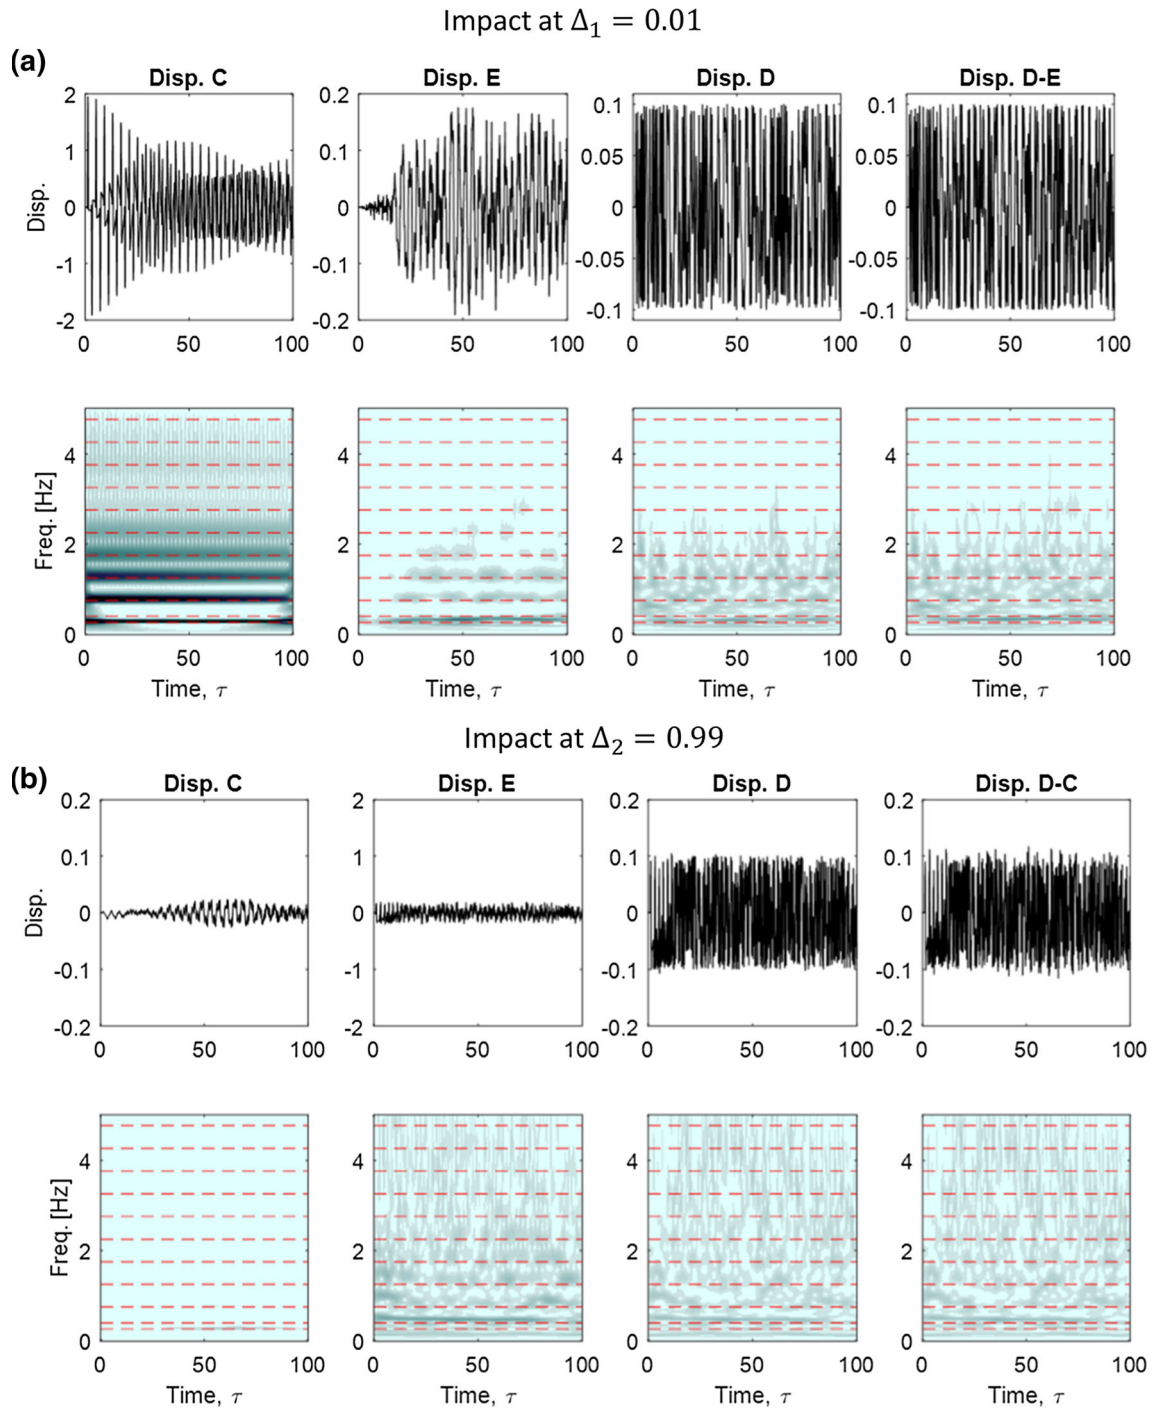 Impact at Δ₁ = 0.01
(a)
Disp. C Disp. E Disp. D Disp. D-E
2 0.2 0.1 0.1
1 0.1 0.05 0.05
Disp.
0 0 0 0
-1 -0.1 -0.05 -0.05
-2 -0.2 -0.1 -0.1
0 50 100 0 50 100 0 50 100 0 50 100
4 4 4 4
Freq. [Hz]
2 2 2 2
0 0 0 0
0 50 100 0 50 100 0 50 100 0 50 100
Time, τ Time, τ Time, τ Time, τ
Impact at Δ₂ = 0.99
(b)
Disp. C Disp. E Disp. D Disp. D-C
0.2 2 0.2 0.2
0.1 1 0.1 0.1
Disp.
0 0 0 0
-0.1 -1 -0.1 -0.1
-0.2 -2 -0.2 -0.2
0 50 100 0 50 100 0 50 100 0 50 100
4 4 4 4
Freq. [Hz]
2 2 2 2
0 0 0 0
0 50 100 0 50 100 0 50 100 0 50 100
Time, τ Time, τ Time, τ Time, τ